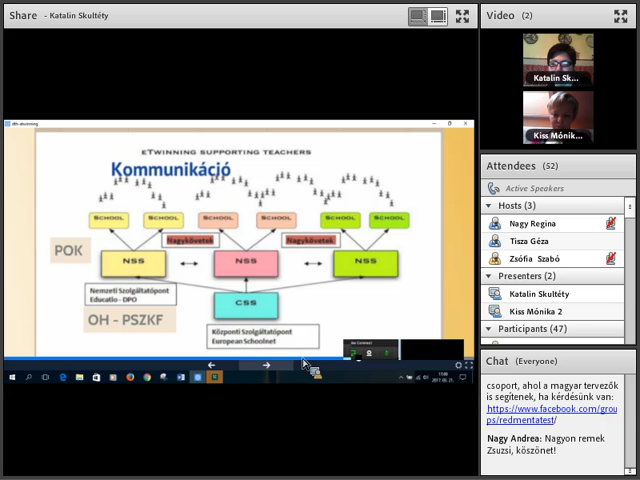 Share - Katalin Skultéty
eTWINNING SUPPORTING TEACHERS
Kommunikáció
SCHOOL SCHOOL SCHOOL SCHOOL SCHOOL SCHOOL
Nagykövetek Nagykövetek
POK
NSS NSS NSS
Nemzeti Szolgáltatópont
Educatio - DPO
CSS
OH - PSZKF
Központi Szolgáltatópont
European Schoolnet
Video (2)
Katalin Sk...
Kiss Mónik...
Attendees (52)
Active Speakers
Hosts (3)
Nagy Regina
Tisza Géza
Zsófia Szabó
Presenters (2)
Katalin Skultéty
Kiss Mónika 2
Participants (47)
Chat (Everyone)
csoport, ahol a magyar tervezők
is segítenek, ha kérdésünk van:
https://www.facebook.com/grou
ps/redmentatest/
Nagy Andrea: Nagyon remek
Zsuzsi, köszönet!